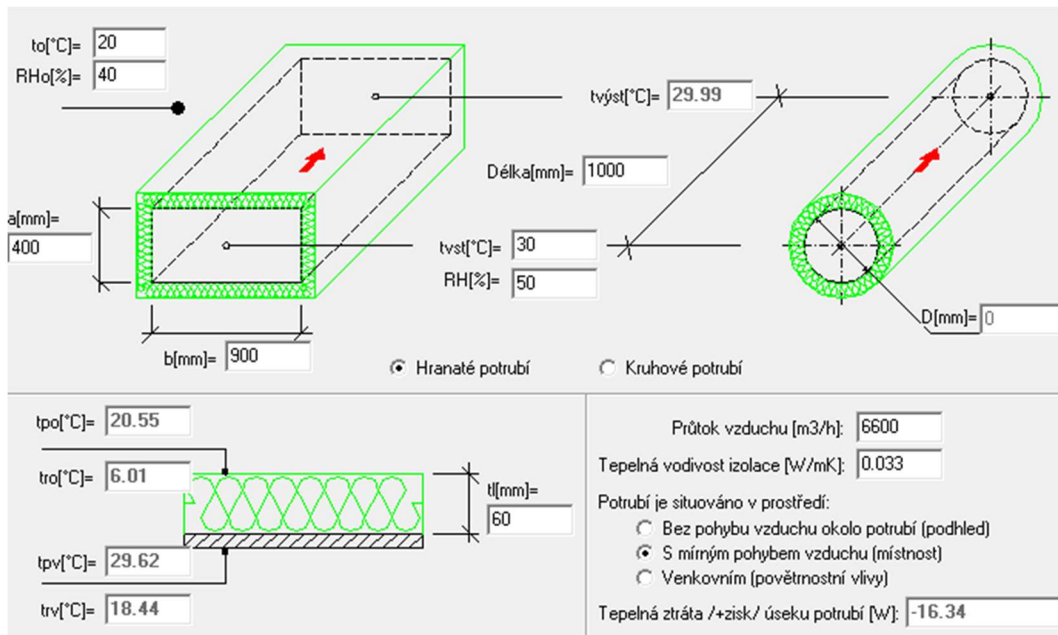 to[°C]= 20
RHo[%]= 40
tvýst[°C]= 29.99
Délka[mm]= 1000
a[mm]=
400
tvst[°C]= 30
RH[%]= 50
D[mm]= 0
b[mm]= 900
Hranaté potrubí
Kruhové potrubí
tpo[°C]= 20.55
tro[°C]= 6.01
tl[mm]=
60
tpv[°C]= 29.62
trv[°C]= 18.44
Průtok vzduchu [m3/h]: 6600
Tepelná vodivost izolace [W/mK]: 0.033
Potrubí je situováno v prostředí:
Bez pohybu vzduchu okolo potrubí (podhled)
S mírným pohybem vzduchu (místnost)
Venkovním (povětrnostní vlivy)
Tepelná ztráta /+zisk/ úseku potrubí [W]: -16.34